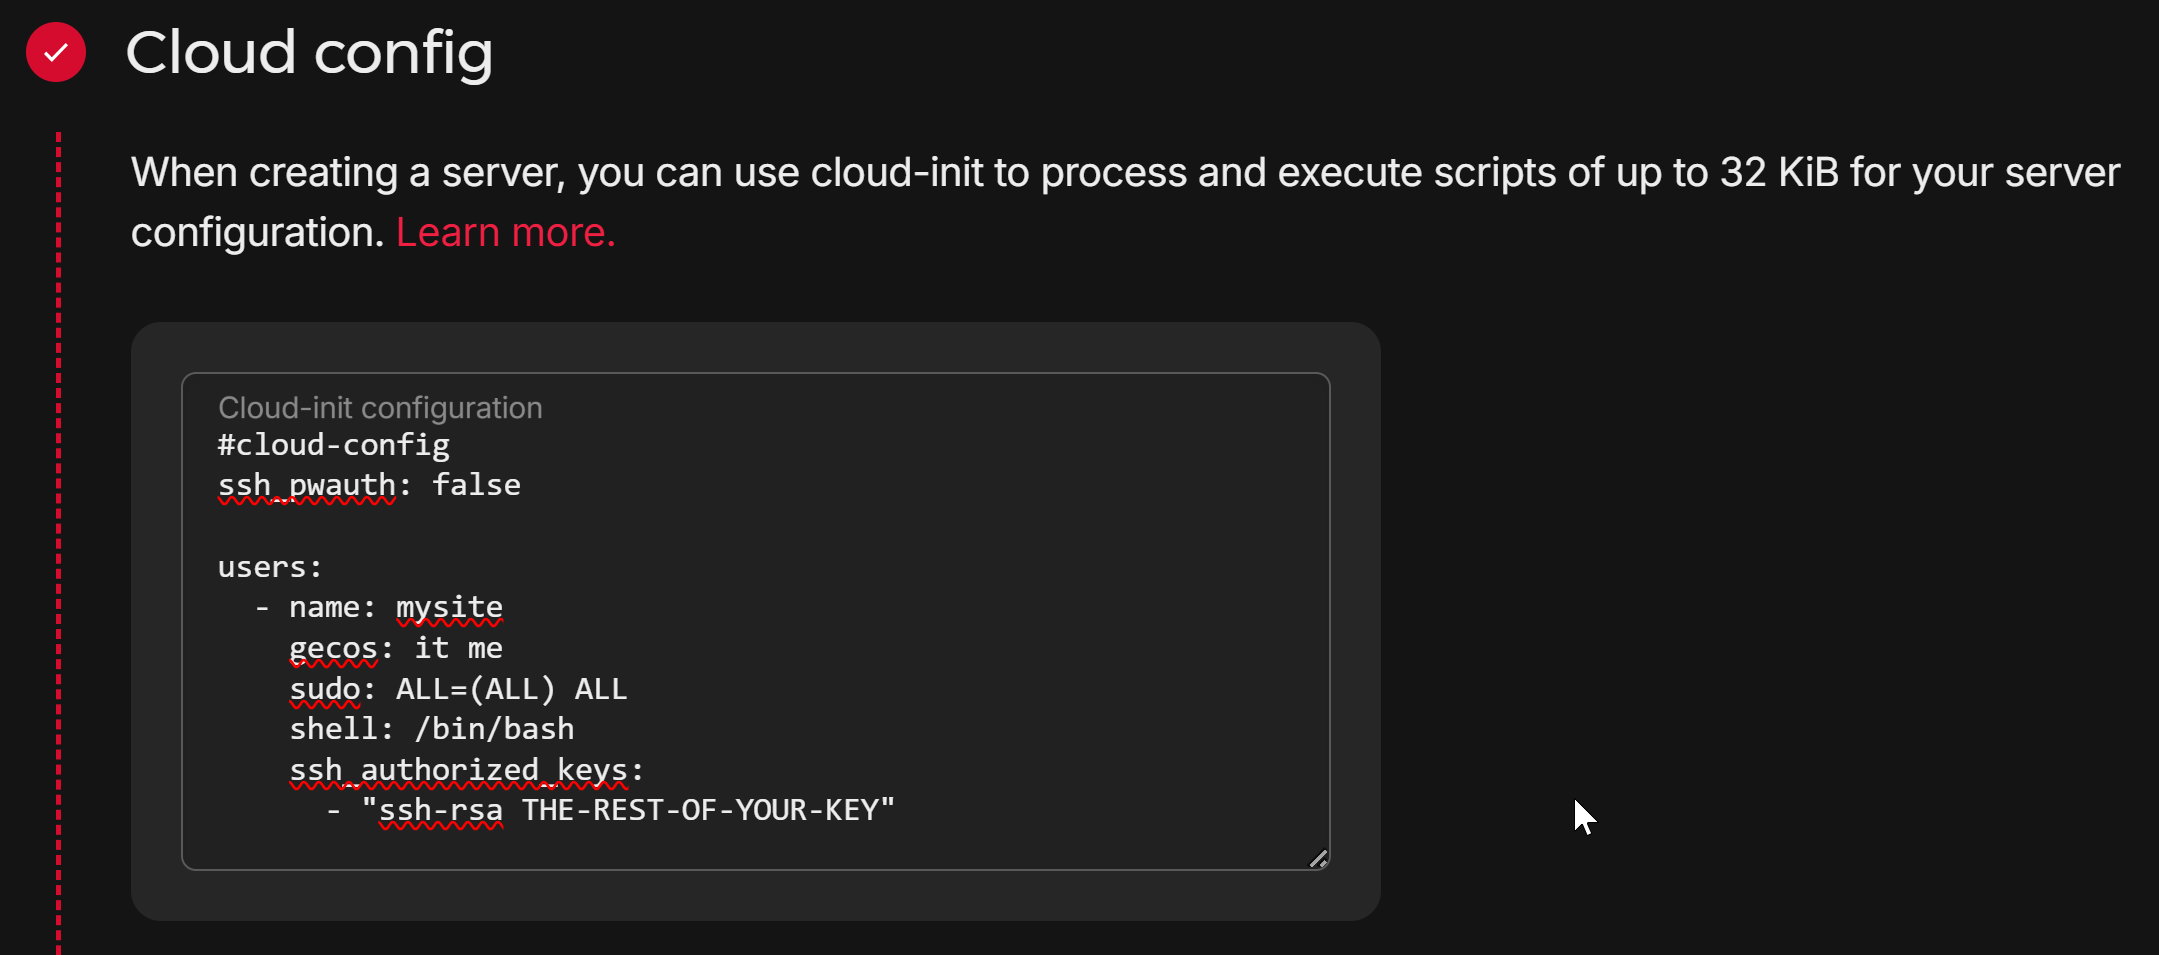 Cloud config
When creating a server, you can use cloud-init to process and execute scripts of up to 32 KiB for your server
configuration. Learn more.
Cloud-init configuration
#cloud-config
ssh_pwauth: false

users:
  - name: mysite
    gecos: it me
    sudo: ALL=(ALL) ALL
    shell: /bin/bash
    ssh_authorized_keys:
      - "ssh-rsa THE-REST-OF-YOUR-KEY"